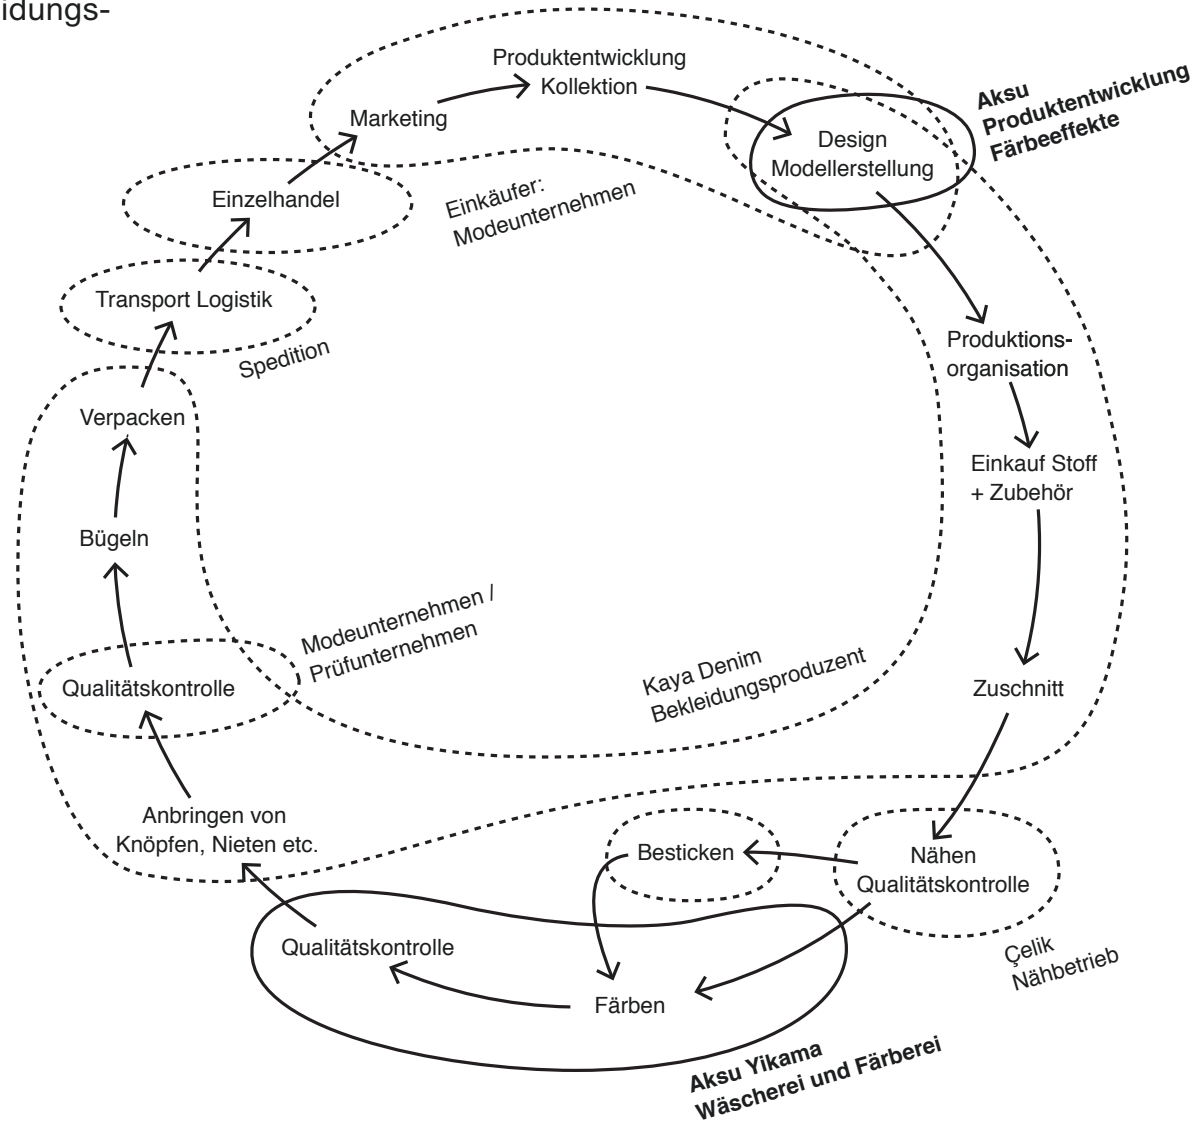 idungs-
Produktentwicklung
Kollektion
Marketing
Aksu
Produktentwicklung
Färbeeffekte
Design
Modellerstellung
Einzelhandel
Einkäufer:
Modeunternehmen
Transport Logistik
Spedition
Produktions-
organisation
Verpacken
Einkauf Stoff
+ Zubehör
Bügeln
Modeunternehmen /
Prüfunternehmen
Qualitätskontrolle
Kaya Denim
Bekleidungsproduzent
Zuschnitt
Anbringen von
Knöpfen, Nieten etc.
Besticken
Nähen
Qualitätskontrolle
Çelik
Nähbetrieb
Qualitätskontrolle
Färben
Aksu Yikama
Wäscherei und Färberei